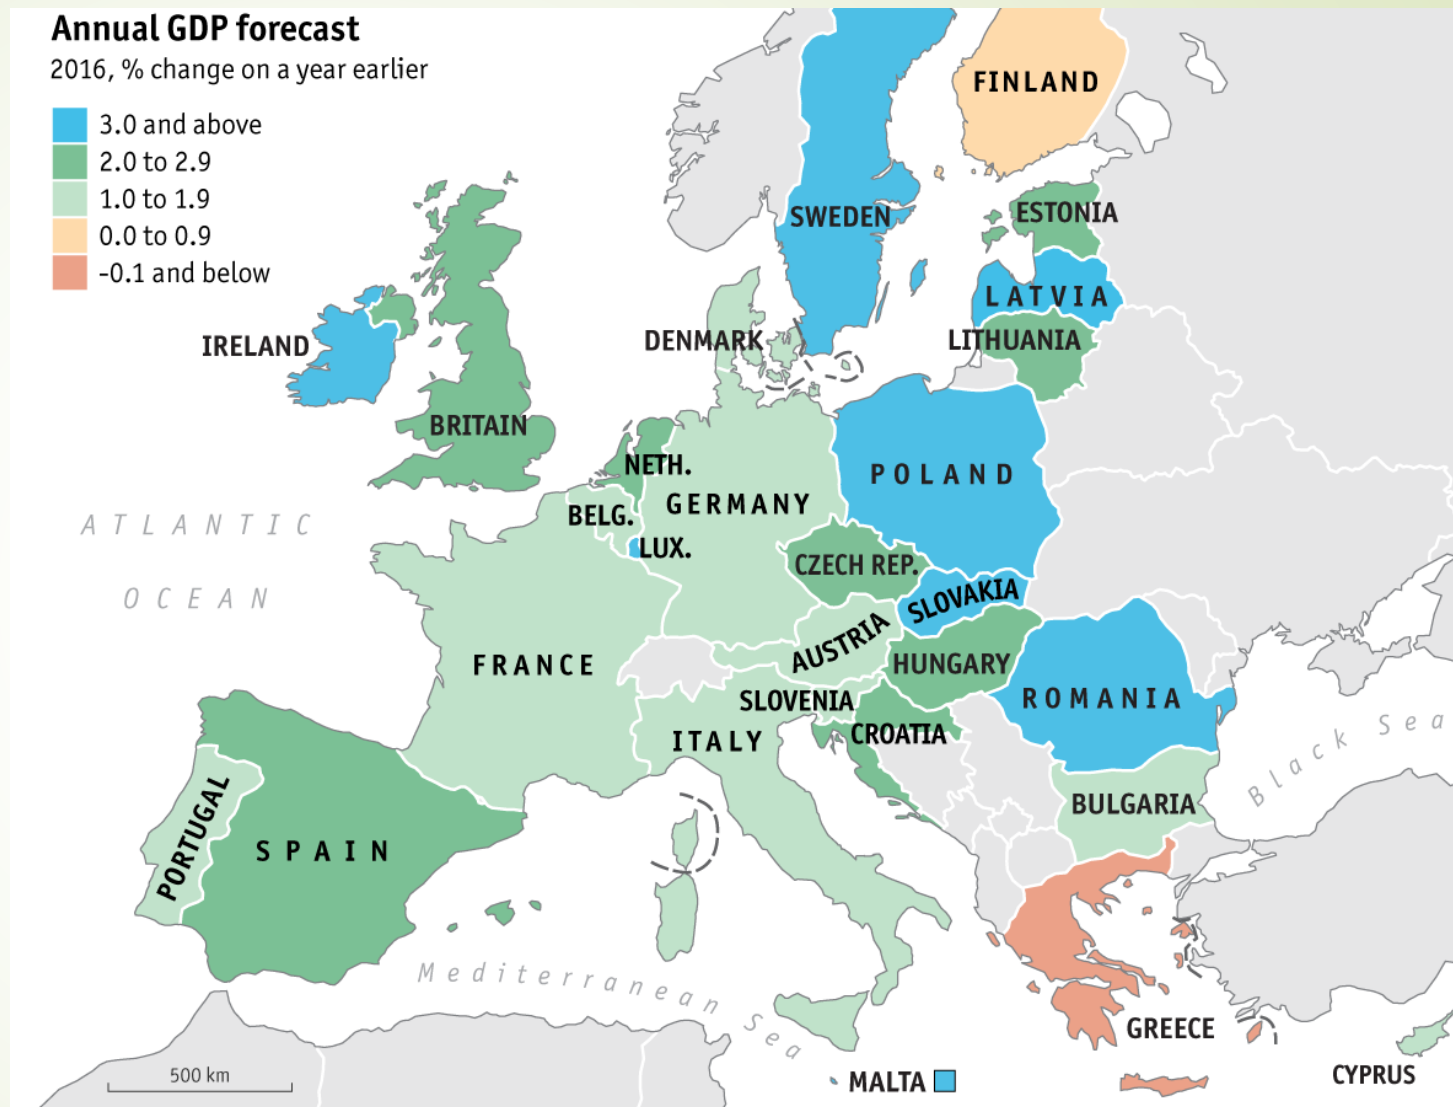 Annual GDP forecast
2016, % change on a year earlier
3.0 and above
2.0 to 2.9
1.0 to 1.9
0.0 to 0.9
-0.1 and below
FINLAND
SWEDEN
ESTONIA
LATVIA
LITHUANIA
IRELAND
DENMARK
BRITAIN
NETH.
POLAND
GERMANY
BELG.
ATLANTIC
OCEAN
LUX.
CZECH REP.
SLOVAKIA
AUSTRIA
FRANCE
HUNGARY
SLOVENIA
ROMANIA
CROATIA
ITALY
Black Sea
BULGARIA
PORTUGAL
SPAIN
Mediterranean Sea
GREECE
500 km
MALTA
CYPRUS